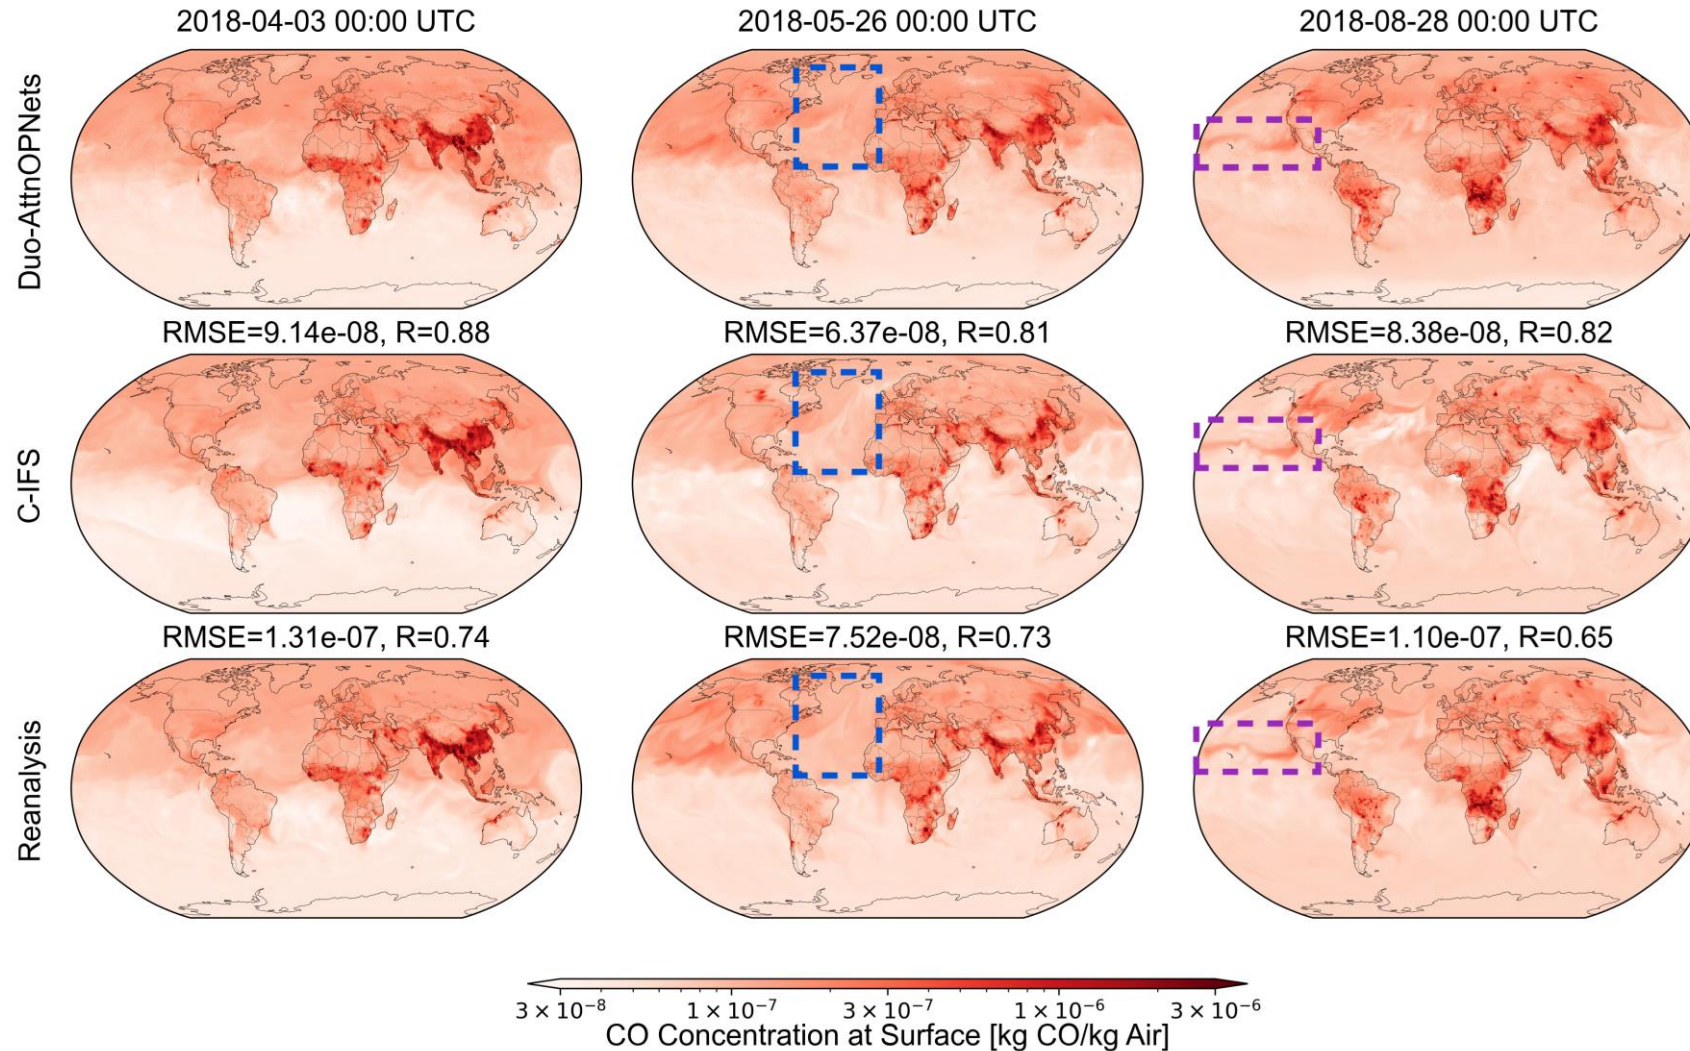 2018-04-03 00:00 UTC
2018-05-26 00:00 UTC
2018-08-28 00:00 UTC
Duo-AttnOPNets
RMSE=9.14e-08, R=0.88
RMSE=6.37e-08, R=0.81
RMSE=8.38e-08, R=0.82
C-IFS
RMSE=1.31e-07, R=0.74
RMSE=7.52e-08, R=0.73
RMSE=1.10e-07, R=0.65
Reanalysis
3 × 10⁻⁸ 1 × 10⁻⁷ 3 × 10⁻⁷ 1 × 10⁻⁶ 3 × 10⁻⁶
CO Concentration at Surface [kg CO/kg Air]